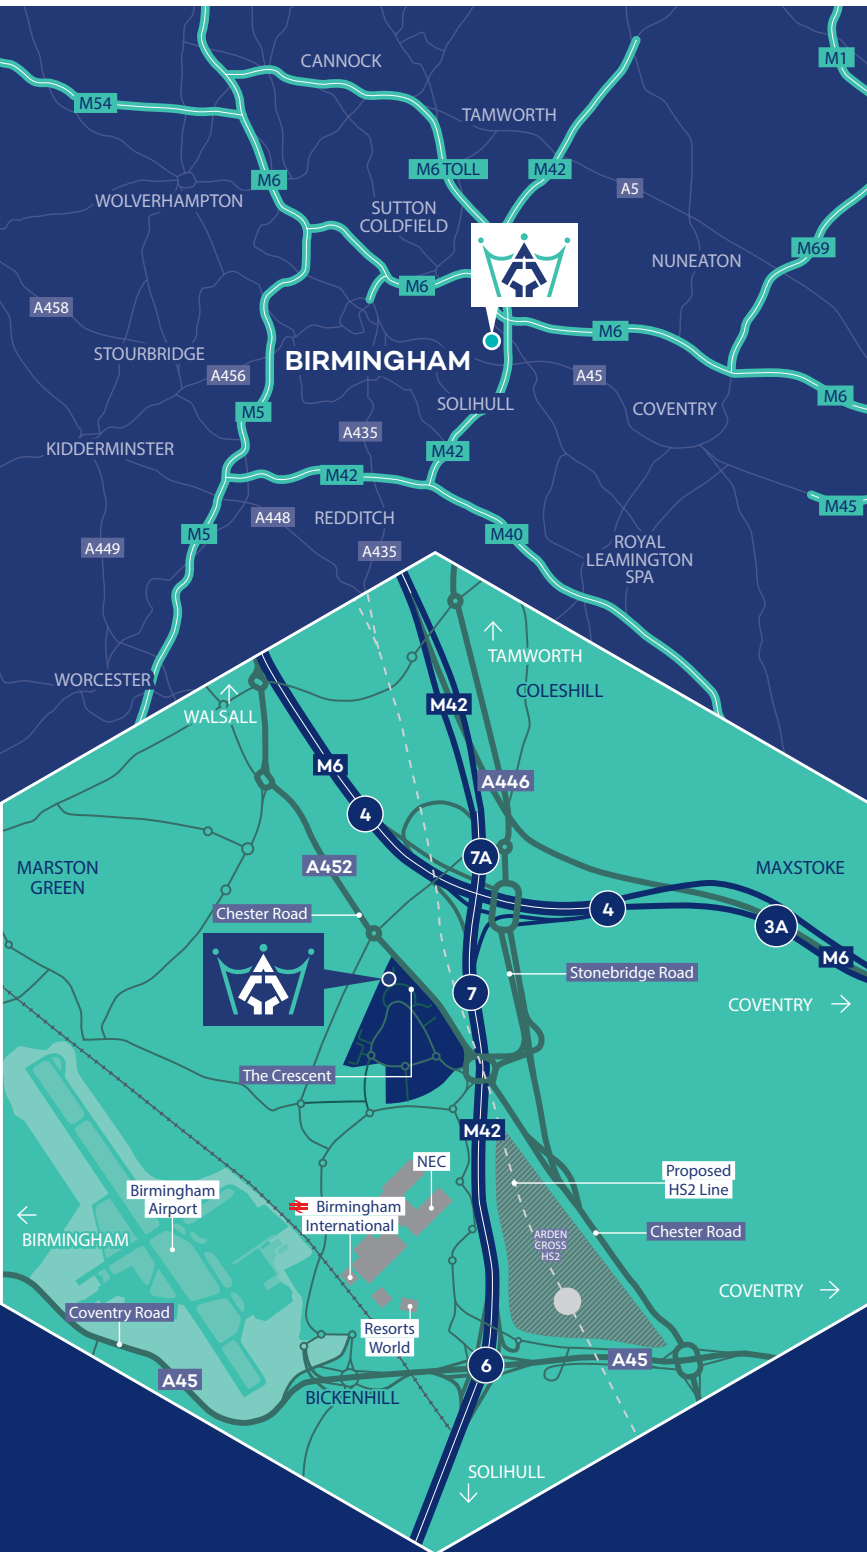 CANNOCK
M1
M54
TAMWORTH
M6 TOLL
M42
M6
A5
WOLVERHAMPTON
SUTTON
COLDFIELD
M69
NUNEATON
M6
A458
M6
STOURBRIDGE
BIRMINGHAM
A456
A45
M6
SOLIHULL
COVENTRY
M5
A435
KIDDERMINSTER
M42
M42
M45
A448
REDDITCH
M5
M40
A449
A435
ROYAL
LEAMINGTON
SPA
WORCESTER
TAMWORTH
COLESHILL
M42
WALSALL
M6
A446
4
7A
MARSTON
GREEN
A452
MAXSTOKE
Chester Road
4
3A
M6
Stonebridge Road
7
COVENTRY
The Crescent
M42
NEC
Proposed
HS2 Line
Birmingham
Airport
Birmingham
International
BIRMINGHAM
ARDEN
CROSS
HS2
Chester Road
COVENTRY
Coventry Road
Resorts
World
A45
6
A45
BICKENHILL
SOLIHULL